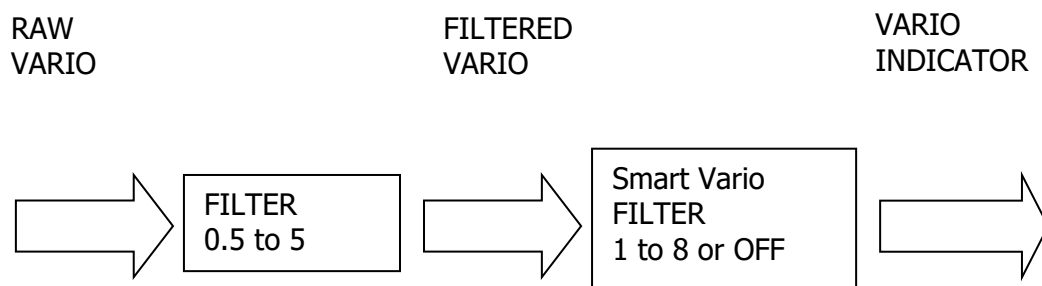 RAW
VARIO
FILTERED
VARIO
VARIO
INDICATOR
FILTER
0.5 to 5
Smart Vario
FILTER
1 to 8 or OFF